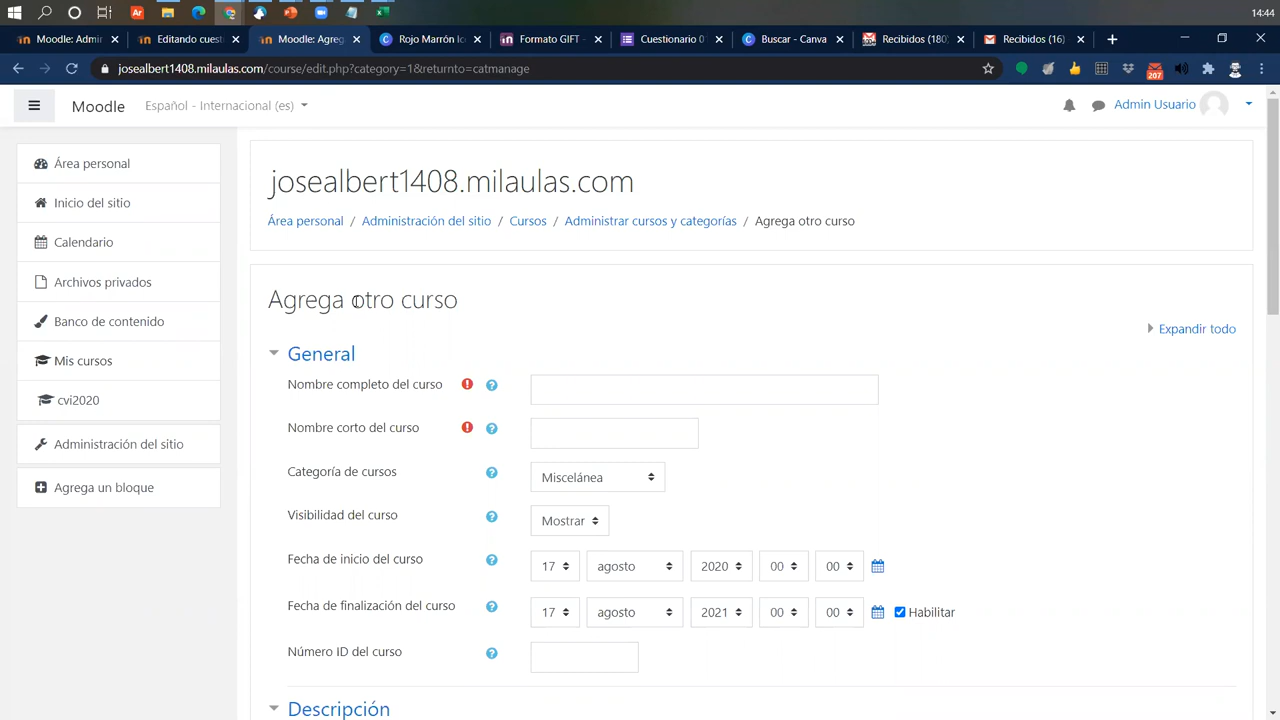 14:44
Moodle: Admir
Editando cuest
Moodle: Agreg
Rojo Marrón Ic
Formato GIFT -
Cuestionario 0
Buscar - Canva
Recibidos (180)
Recibidos (16)
josealbert1408.milaulas.com/course/edit.php?category=1&returnto=catmanage
207
Moodle
Español - Internacional (es)
Admin Usuario
Área personal
Inicio del sitio
Calendario
Archivos privados
Banco de contenido
Mis cursos
cvi2020
Administración del sitio
Agrega un bloque
josealbert1408.milaulas.com
Área personal / Administración del sitio / Cursos / Administrar cursos y categorías / Agrega otro curso
Agrega otro curso
Expandir todo
General
Nombre completo del curso
Nombre corto del curso
Categoría de cursos
Miscelánea
Visibilidad del curso
Mostrar
Fecha de inicio del curso
17 agosto 2020 00 00
Fecha de finalización del curso
17 agosto 2021 00 00 Habilitar
Número ID del curso
Descripción